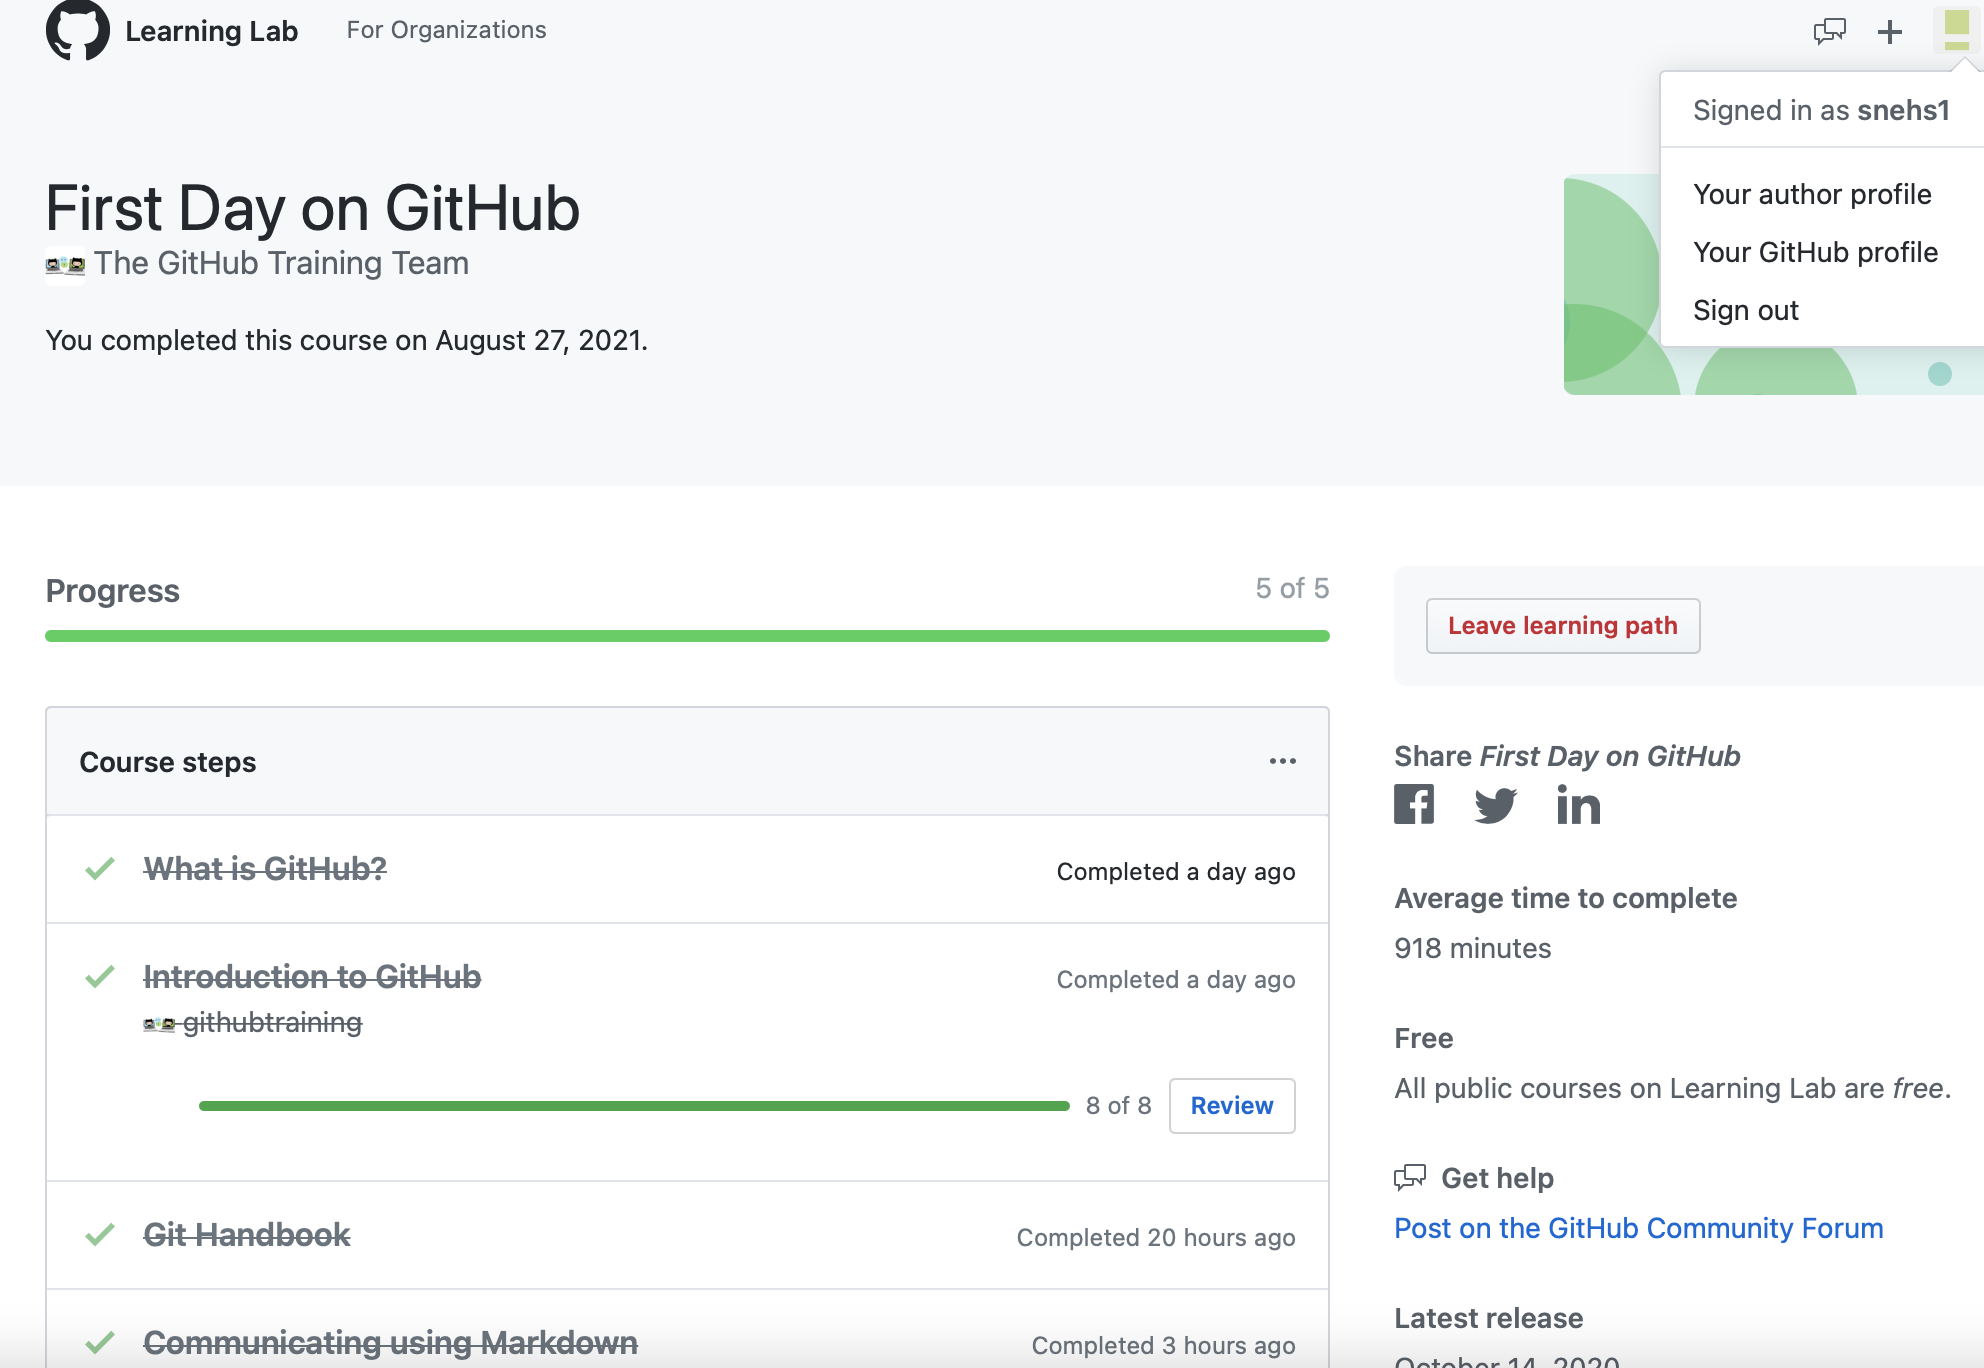 Learning Lab
For Organizations
Signed in as snehs1
Your author profile
Your GitHub profile
Sign out
First Day on GitHub
The GitHub Training Team
You completed this course on August 27, 2021.
Progress
5 of 5
Course steps
What is GitHub?
Completed a day ago
Introduction to GitHub
Completed a day ago
githubtraining
8 of 8
Review
Git Handbook
Completed 20 hours ago
Communicating using Markdown
Completed 3 hours ago
Leave learning path
Share First Day on GitHub
Average time to complete
918 minutes
Free
All public courses on Learning Lab are free.
Get help
Post on the GitHub Community Forum
Latest release
October 14, 2020